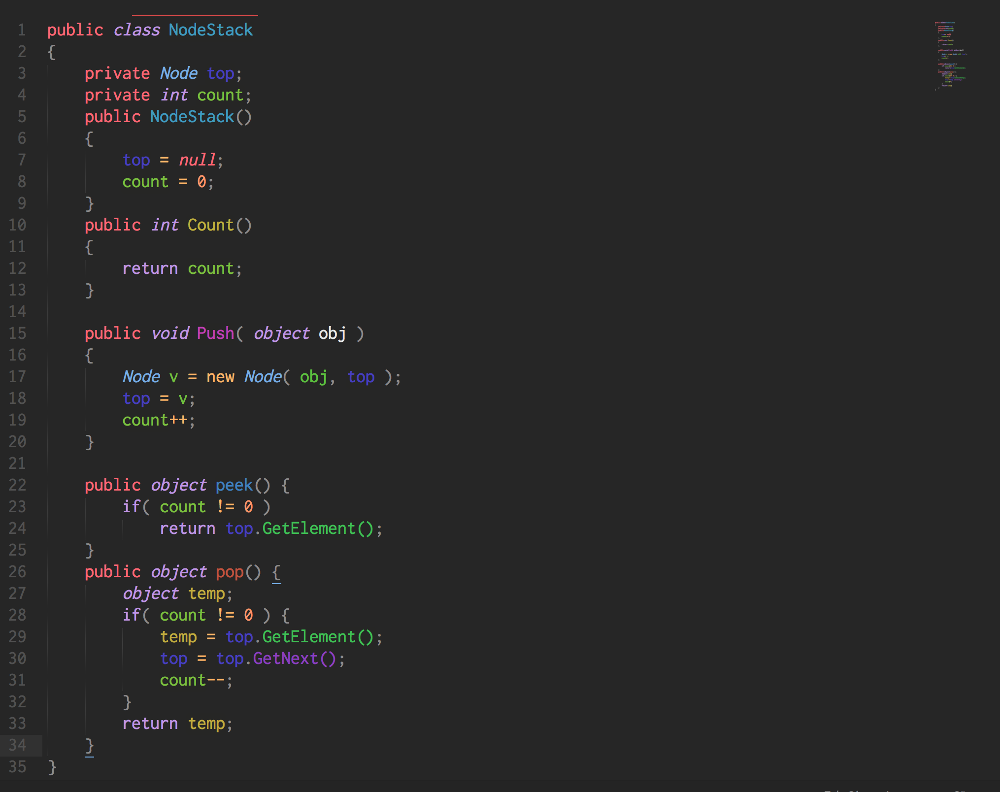 1 public class NodeStack
2 {
3 private Node top;
4 private int count;
5 public NodeStack()
6 {
7 top = null;
8 count = 0;
9 }
10 public int Count()
11 {
12 return count;
13 }
14
15 public void Push( object obj )
16 {
17 Node v = new Node( obj, top );
18 top = v;
19 count++;
20 }
21
22 public object peek() {
23 if( count != 0 )
24 return top.GetElement();
25 }
26 public object pop() {
27 object temp;
28 if( count != 0 ) {
29 temp = top.GetElement();
30 top = top.GetNext();
31 count--;
32 }
33 return temp;
34 }
35 }